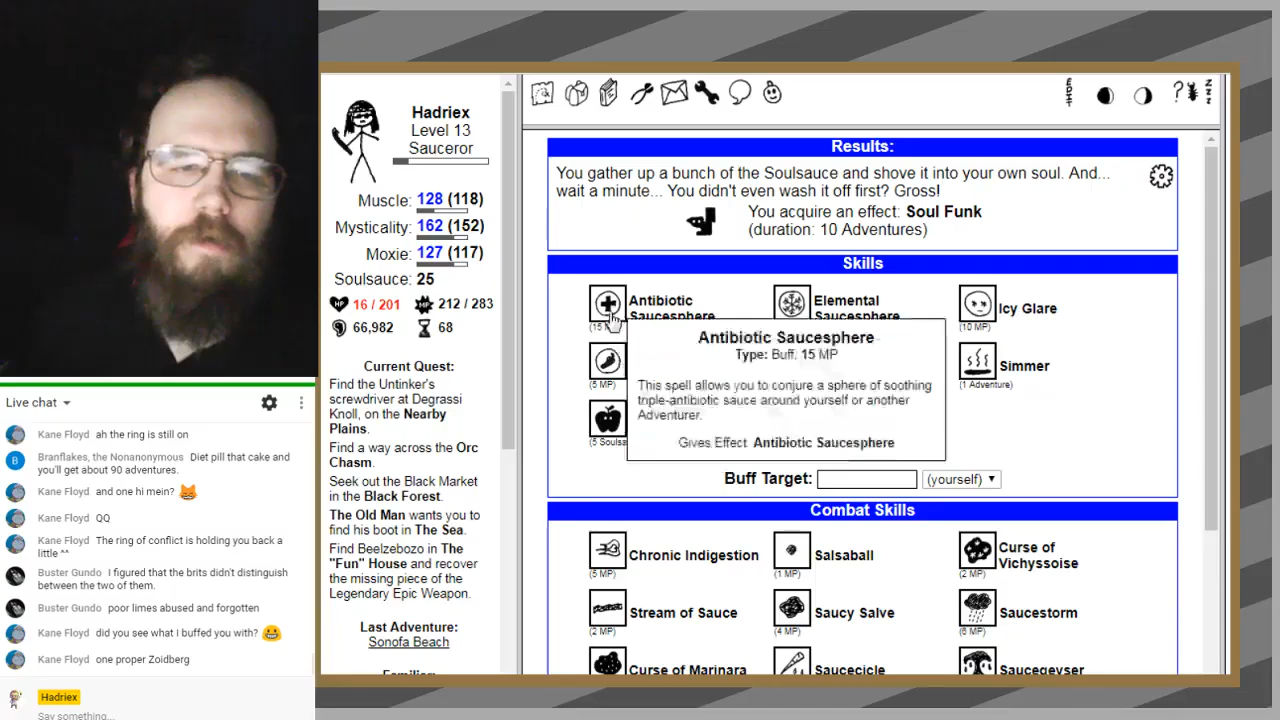 Hadriex
Level 13
Sauceror
Muscle: 128 (118)
Mysticality: 162 (152)
Moxie: 127 (117)
Soulsauce: 25
HP 16 / 201
MP 212 / 283
66,982
68
Current Quest:
Find the Untinker's
screwdriver at Degrassi
Knoll, on the Nearby
Plains.
Find a way across the Orc
Chasm.
Seek out the Black Market
in the Black Forest.
The Old Man wants you to
find his boot in The Sea.
Find Beelzebozo in The
"Fun" House and recover
the missing piece of the
Legendary Epic Weapon.
Last Adventure:
Sonofa Beach
Live chat
Kane Floyd ah the ring is still on
Branflakes, the Nonanonymous Diet pill that cake and
you'll get about 90 adventures.
Kane Floyd and one hi mein?
Kane Floyd QQ
Kane Floyd The ring of conflict is holding you back a
little ^^
Buster Gundo I figured that the brits didn't distinguish
between the two of them.
Buster Gundo poor limes abused and forgotten
Kane Floyd did you see what I buffed you with?
Kane Floyd one proper Zoidberg
Hadriex
Say something...
EDIT
? ZZZ
Results:
You gather up a bunch of the Soulsauce and shove it into your own soul. And...
wait a minute... You didn't even wash it off first? Gross!
You acquire an effect: Soul Funk
(duration: 10 Adventures)
Skills
Antibiotic
Saucesphere
Elemental
Saucesphere
Icy Glare
(10 MP)
Antibiotic Saucesphere
Type: Buff, 15 MP
This spell allows you to conjure a sphere of soothing
triple-antibiotic sauce around yourself or another
Adventurer.
Gives Effect: Antibiotic Saucesphere
(5 MP)
Simmer
(1 Adventure)
Buff Target: (yourself)
Combat Skills
Chronic Indigestion
(5 MP)
Salsaball
(1 MP)
Curse of
Vichyssoise
(2 MP)
Stream of Sauce
(2 MP)
Saucy Salve
(4 MP)
Saucestorm
(6 MP)
Curse of Marinara
Saucecicle
Saucegeyser